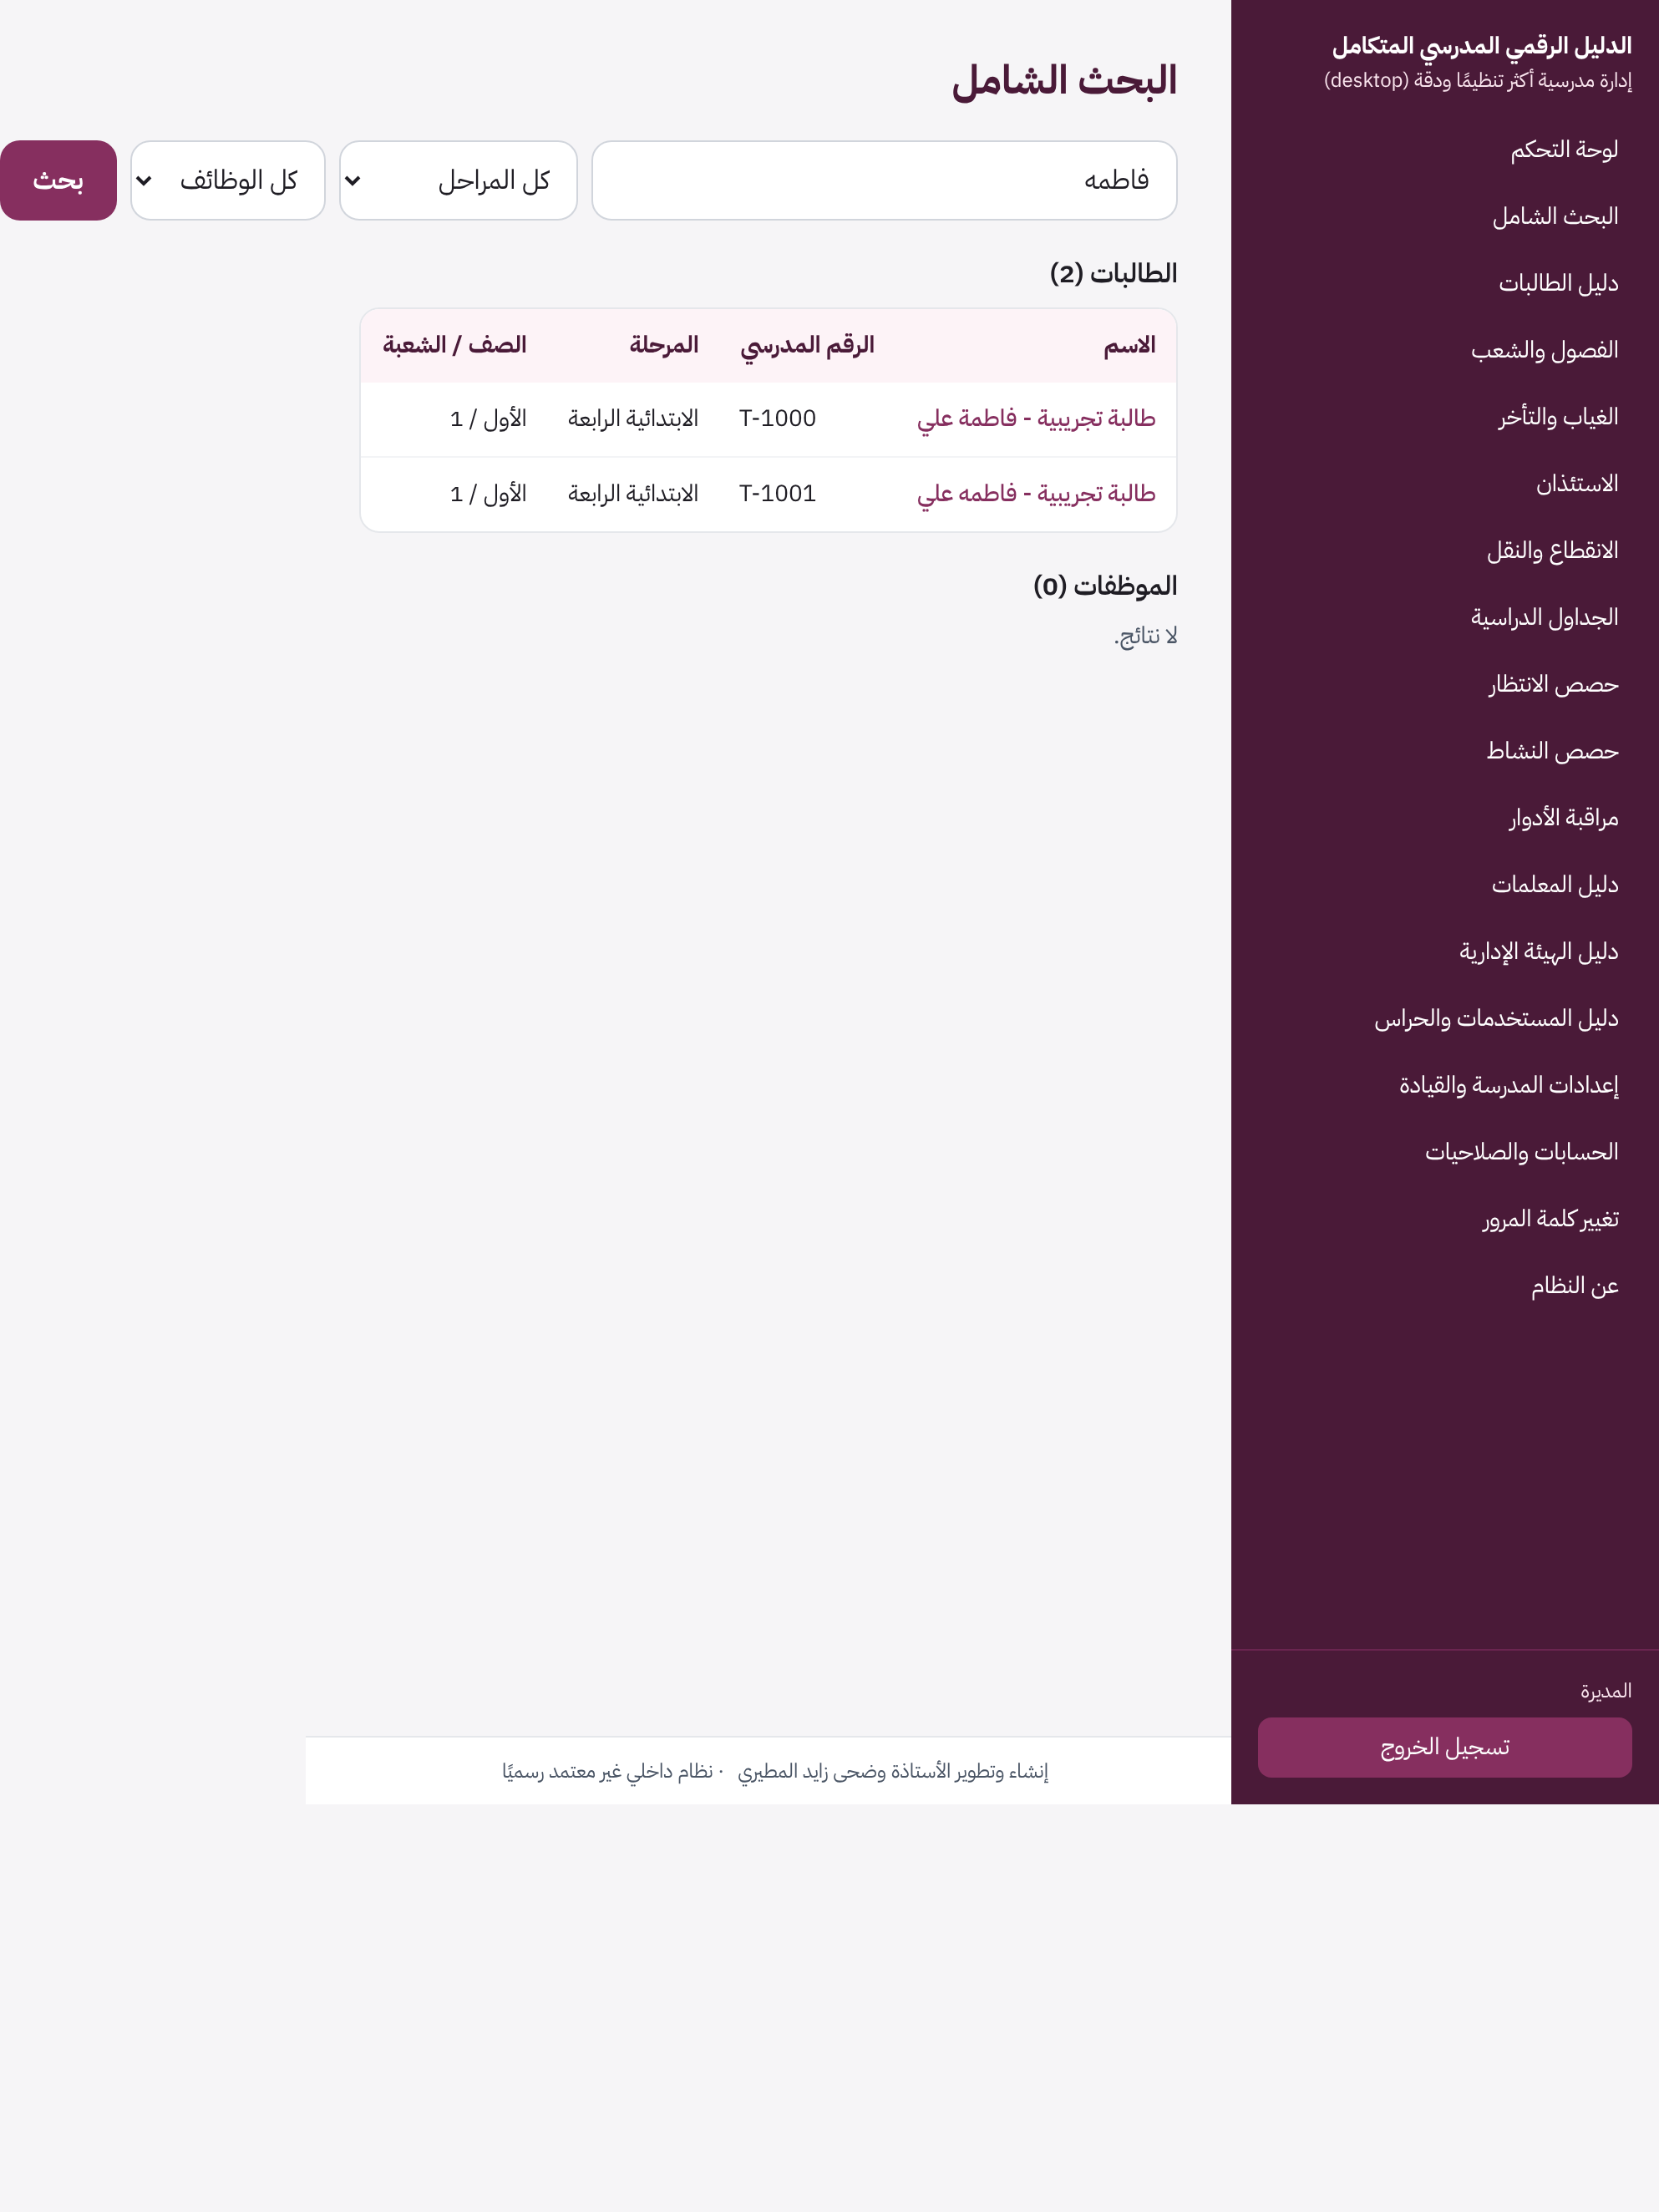 الدليل الرقمي المدرسي المتكامل
إدارة مدرسية أكثر تنظيمًا ودقة (desktop)
لوحة التحكم
البحث الشامل
دليل الطالبات
الفصول والشعب
الغياب والتأخر
الاستئذان
الانقطاع والنقل
الجداول الدراسية
حصص الانتظار
حصص النشاط
مراقبة الأدوار
دليل المعلمات
دليل الهيئة الإدارية
دليل المستخدمات والحراس
إعدادات المدرسة والقيادة
الحسابات والصلاحيات
تغيير كلمة المرور
عن النظام
المديرة
تسجيل الخروج
البحث الشامل
فاطمه كل المراحل كل الوظائف بحث
الطالبات (2)
الاسم الرقم المدرسي المرحلة الصف / الشعبة
طالبة تجريبية - فاطمة علي T-1000 الابتدائية الرابعة الأول / 1
طالبة تجريبية - فاطمه علي T-1001 الابتدائية الرابعة الأول / 1
الموظفات (0)
لا نتائج.
إنشاء وتطوير الأستاذة وضحى زايد المطيري · نظام داخلي غير معتمد رسميًا